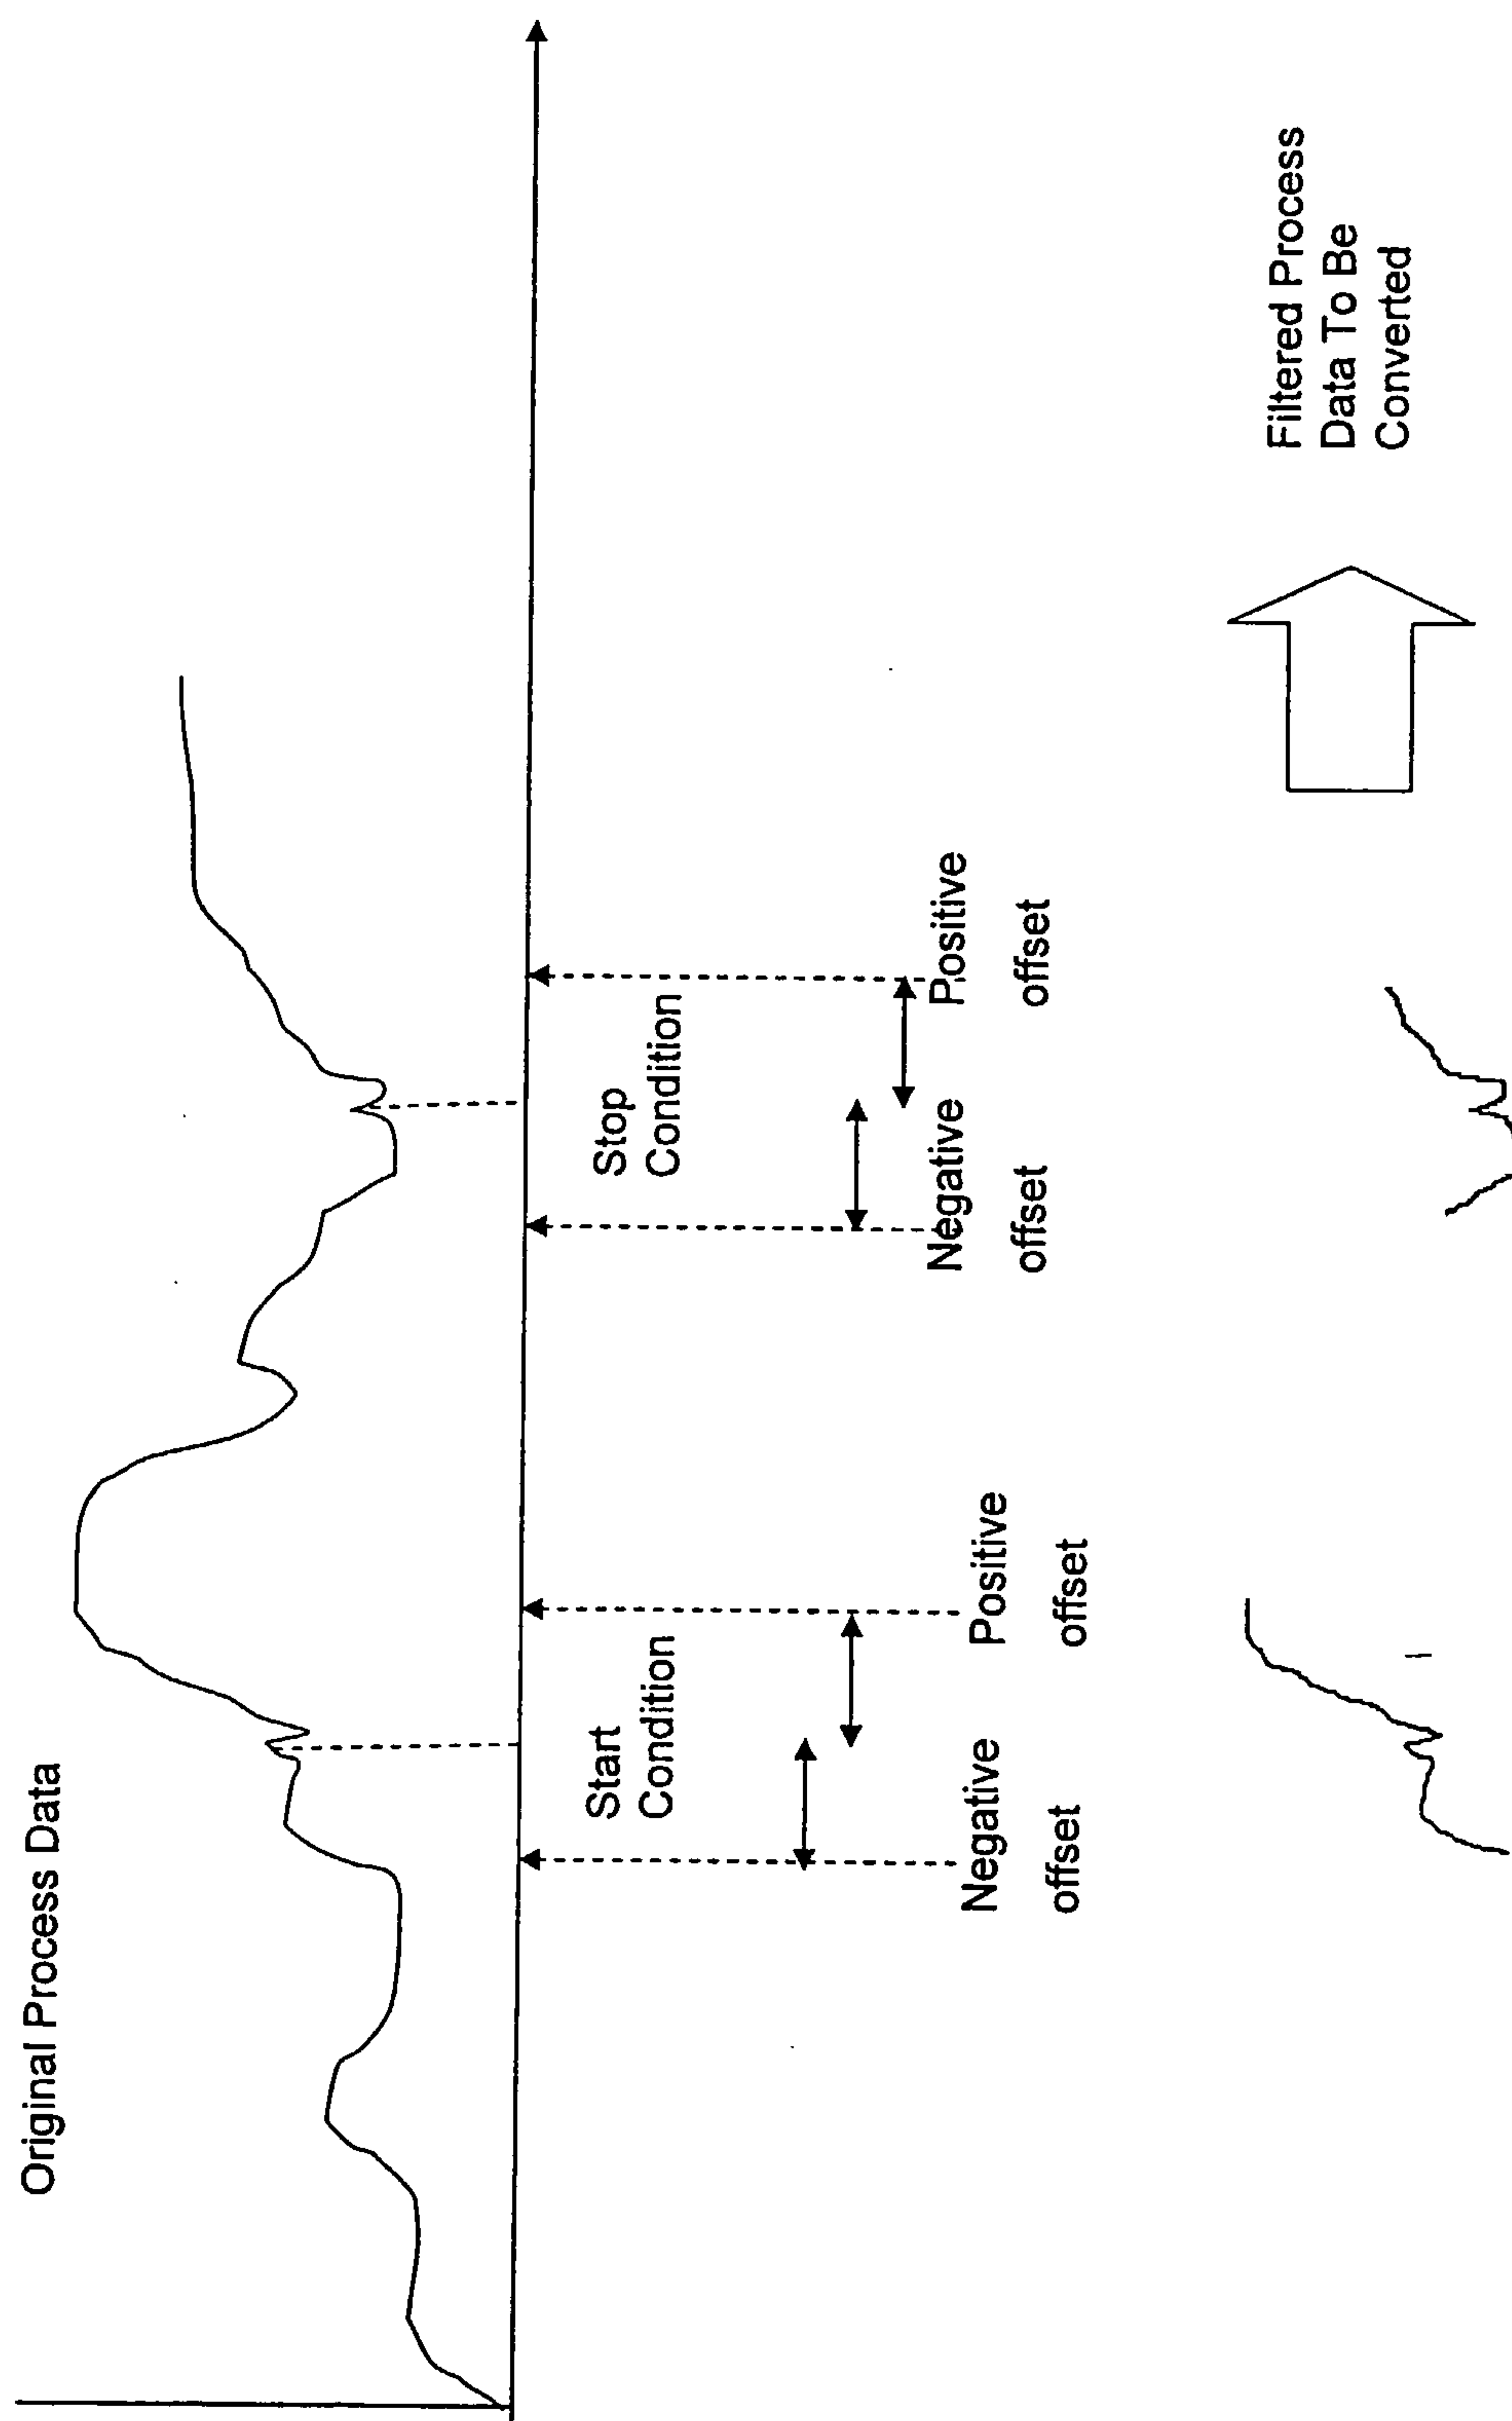 Original Process Data
Start
Condition
Stop
Condition
Negative
offset
Positive
offset
Negative
offset
Positive
offset
Filtered Process
Data To Be
Converted